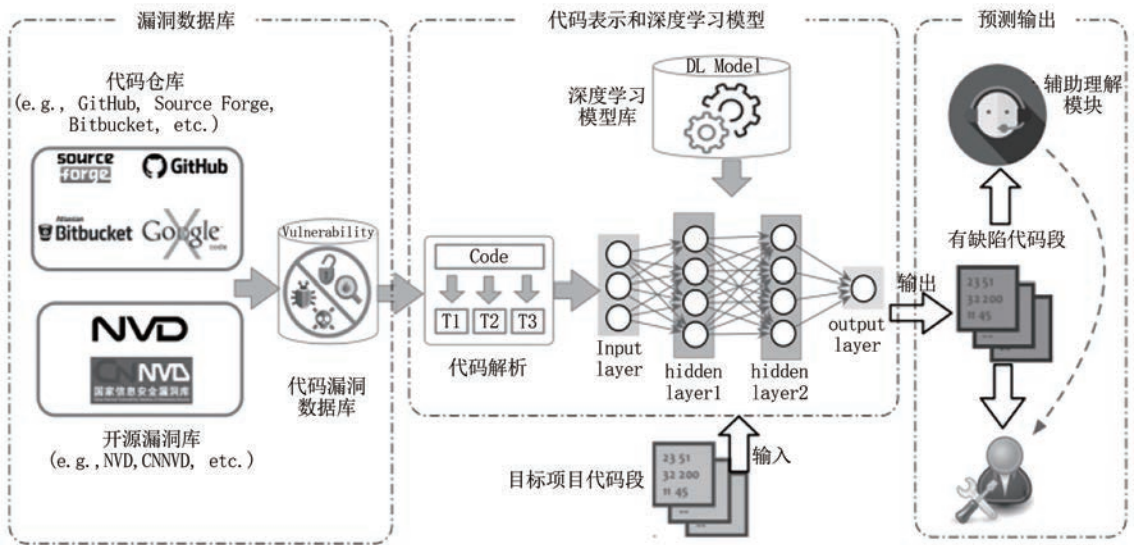 漏洞数据库
代码仓库
(e.g., GitHub, Source Forge,
Bitbucket, etc.)
source
forge
GitHub
Atlassian
Bitbucket
Google
code
NVD
CNNVD
国家信息安全漏洞库
开源漏洞库
(e.g.,NVD,CNNVD, etc.)
Vulnerability
代码漏洞
数据库
代码表示和深度学习模型
DL Model
深度学习
模型库
Code
T1
T2
T3
代码解析
Input
layer
hidden
layer1
hidden
layer2
output
layer
目标项目代码段
23 51
32 200
11 45
--
--
输入
输出
预测输出
辅助理解
模块
有缺陷代码段
23 51
32 200
11 45
--
--